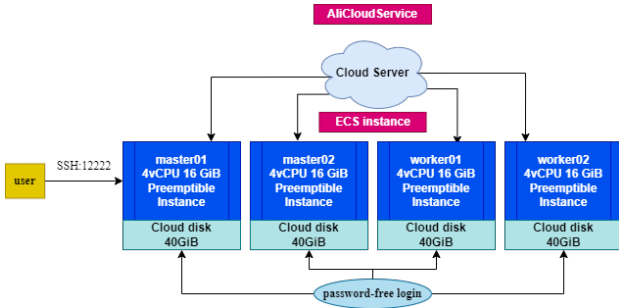 AliCloudService
Cloud Server
ECS instance
master01
4vCPU 16 GiB
Preemptible
Instance
Cloud disk
40GiB
master02
4vCPU 16 GiB
Preemptible
Instance
Cloud disk
40GiB
worker01
4vCPU 16 GiB
Preemptible
Instance
Cloud disk
40GiB
worker02
4vCPU 16 GiB
Preemptible
Instance
Cloud disk
40GiB
user
SSH:12222
password-free login